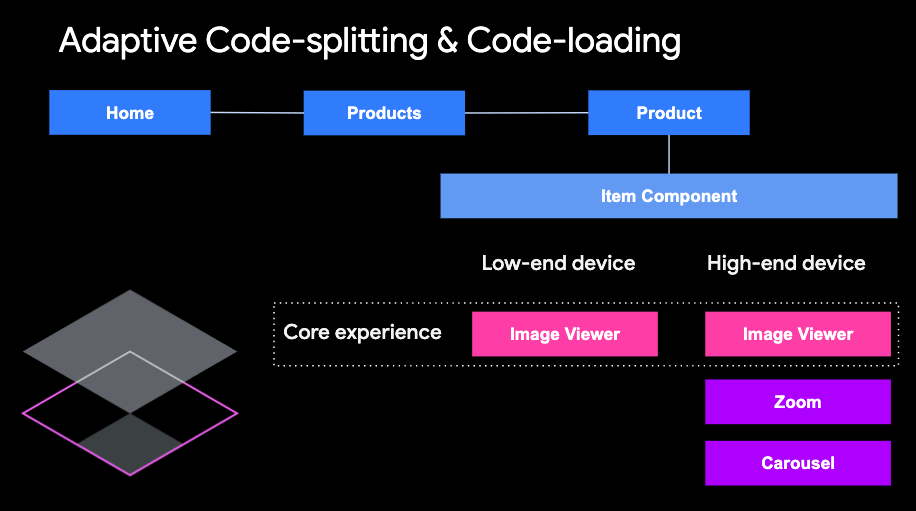 Adaptive Code-splitting & Code-loading
Home
Products
Product
Item Component
Low-end device
High-end device
Core experience
Image Viewer
Image Viewer
Zoom
Carousel